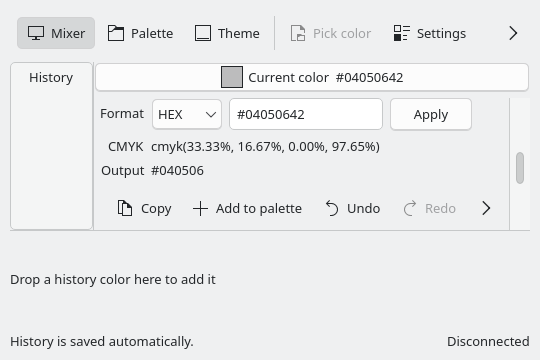 Mixer Palette Theme Pick color Settings
History
Current color #04050642
Format HEX #04050642 Apply
CMYK cmyk(33.33%, 16.67%, 0.00%, 97.65%)
Output #040506
Copy Add to palette Undo Redo
Drop a history color here to add it
History is saved automatically. Disconnected